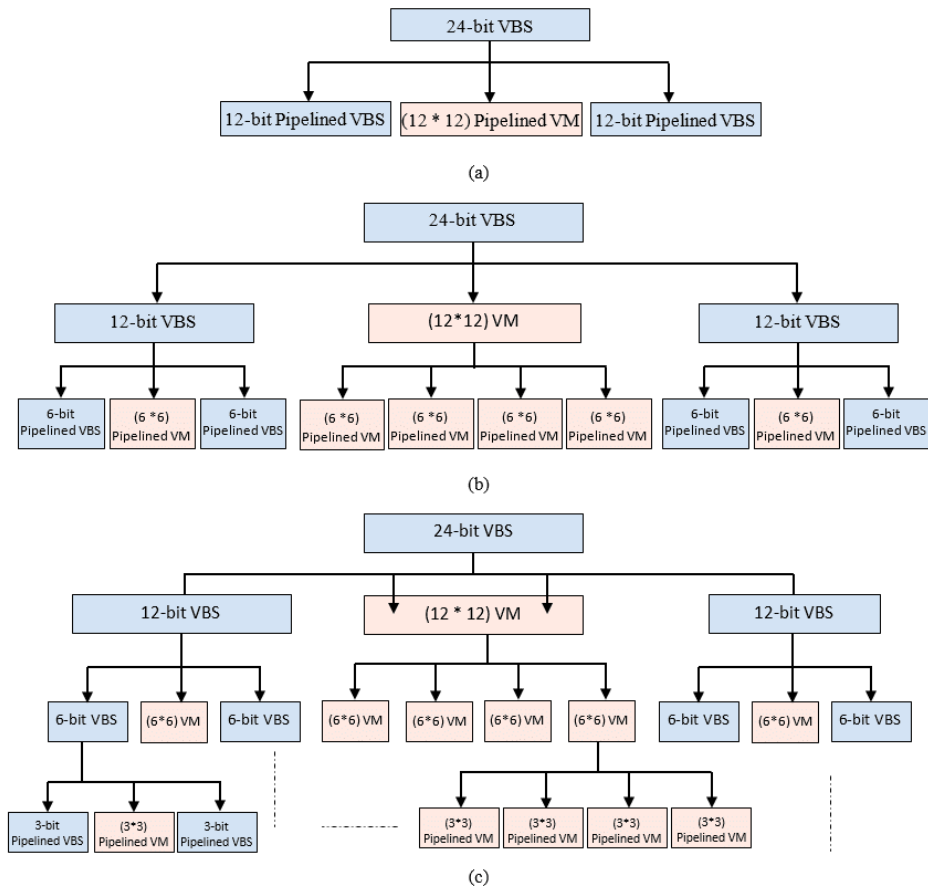 24-bit VBS
12-bit Pipelined VBS
(12 * 12) Pipelined VM
12-bit Pipelined VBS
(a)
24-bit VBS
12-bit VBS
(12*12) VM
12-bit VBS
6-bit
Pipelined VBS
(6 *6)
Pipelined VM
6-bit
Pipelined VBS
(6 *6)
Pipelined VM
(6 *6)
Pipelined VM
(6 *6)
Pipelined VM
(6 *6)
Pipelined VM
6-bit
Pipelined VBS
(6 *6)
Pipelined VM
6-bit
Pipelined VBS
(b)
24-bit VBS
12-bit VBS
(12 * 12) VM
12-bit VBS
6-bit VBS
(6*6) VM
6-bit VBS
(6*6) VM
(6*6) VM
(6*6) VM
(6*6) VM
6-bit VBS
(6*6) VM
6-bit VBS
3-bit
Pipelined VBS
(3*3)
Pipelined VM
3-bit
Pipelined VBS
(3*3)
Pipelined VM
(3*3)
Pipelined VM
(3*3)
Pipelined VM
(3*3)
Pipelined VM
(c)